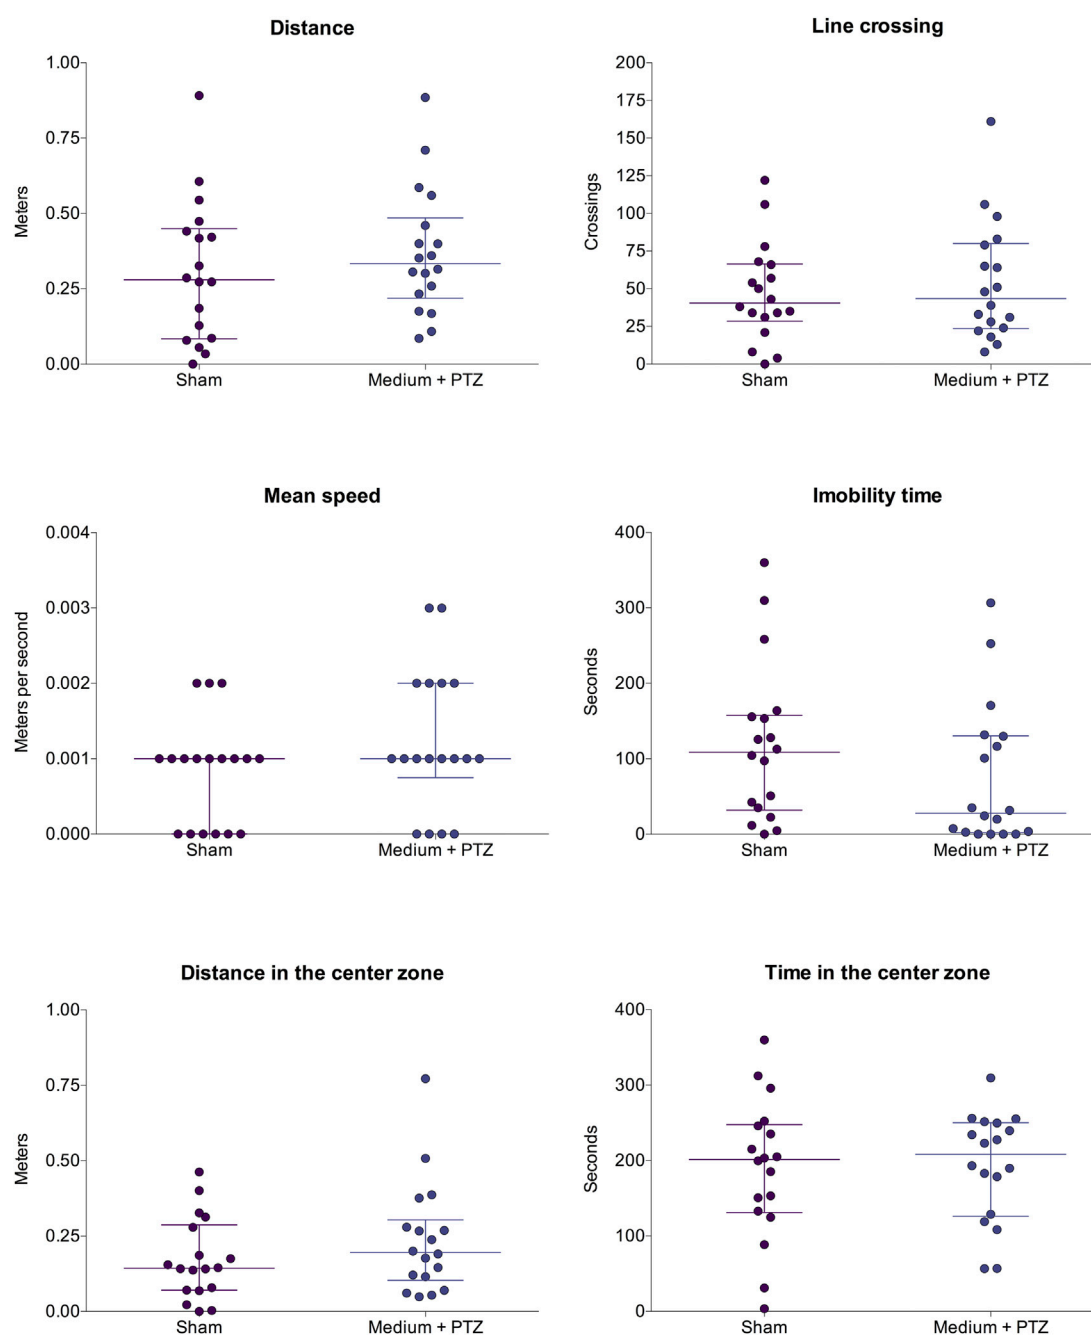 Distance
1.00
0.75
0.50
0.25
0.00
Meters
Sham
Medium + PTZ
Line crossing
200
175
150
125
100
75
50
25
0
Crossings
Sham
Medium + PTZ
Mean speed
0.004
0.003
0.002
0.001
0.000
Meters per second
Sham
Medium + PTZ
Imobility time
400
300
200
100
0
Seconds
Sham
Medium + PTZ
Distance in the center zone
1.00
0.75
0.50
0.25
0.00
Meters
Sham
Medium + PTZ
Time in the center zone
400
300
200
100
0
Seconds
Sham
Medium + PTZ